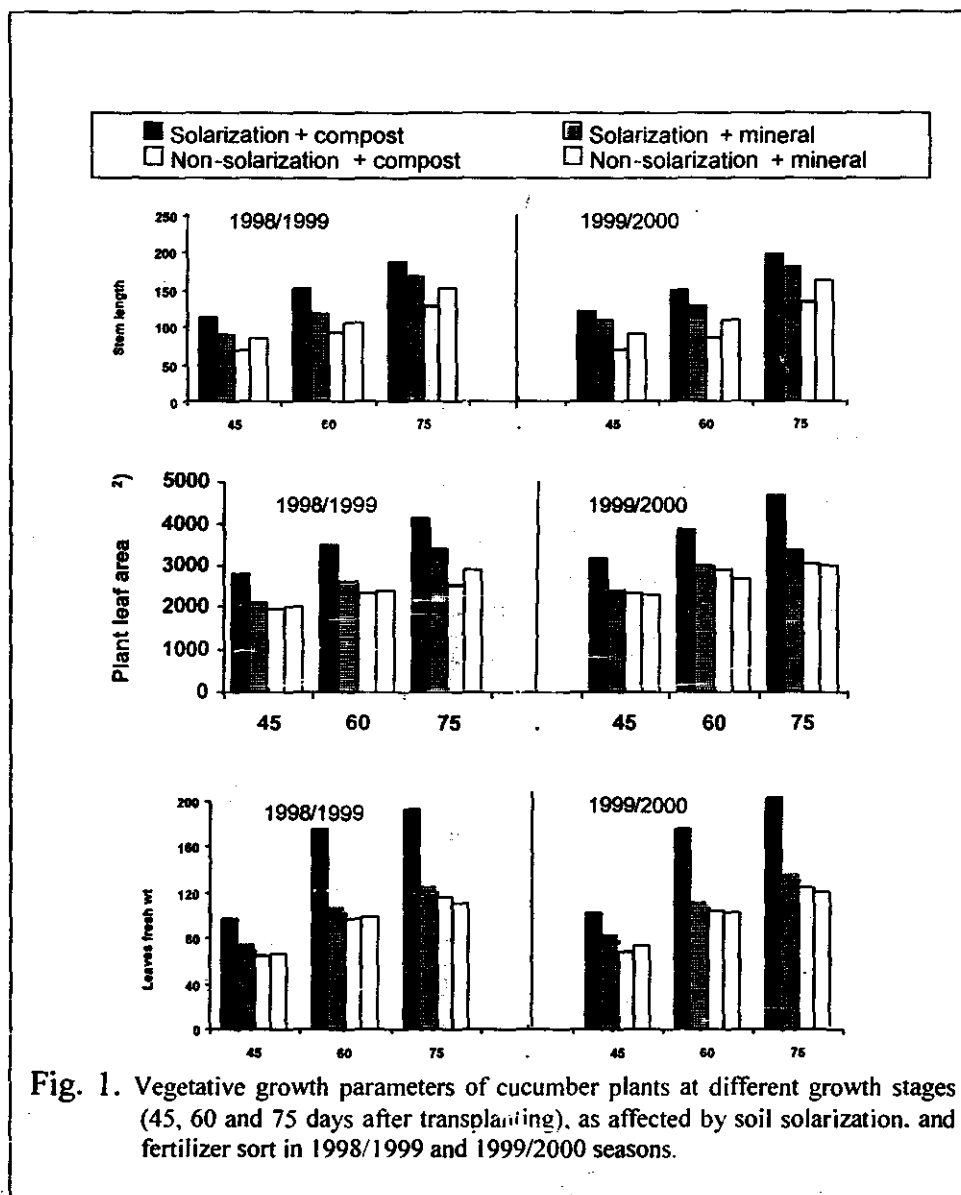 Solarization + compost Solarization + mineral
Non-solarization + compost Non-solarization + mineral
1998/1999 1999/2000
Stem length
250
200
150
100
50
0
45 60 75 45 60 75
1998/1999 1999/2000
Plant leaf area ²)
5000
4000
3000
2000
1000
0
45 60 75 45 60 75
1998/1999 1999/2000
Leaves fresh wt
200
160
120
80
40
0
45 60 75 45 60 75
Fig. 1. Vegetative growth parameters of cucumber plants at different growth stages
(45, 60 and 75 days after transplanting), as affected by soil solarization. and
fertilizer sort in 1998/1999 and 1999/2000 seasons.